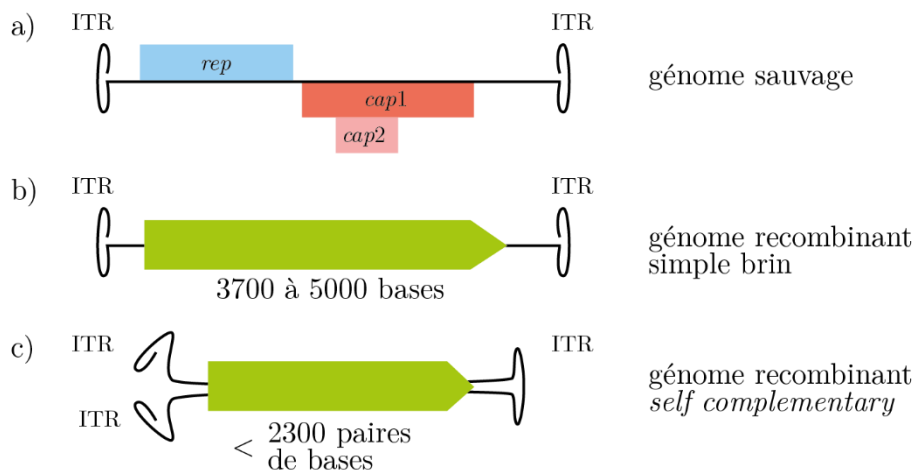 a)
ITR
ITR
rep
cap1
cap2
génome sauvage
b)
ITR
ITR
3700 à 5000 bases
génome recombinant
simple brin
c)
ITR
ITR
ITR
< 2300 paires
de bases
génome recombinant
self complementary